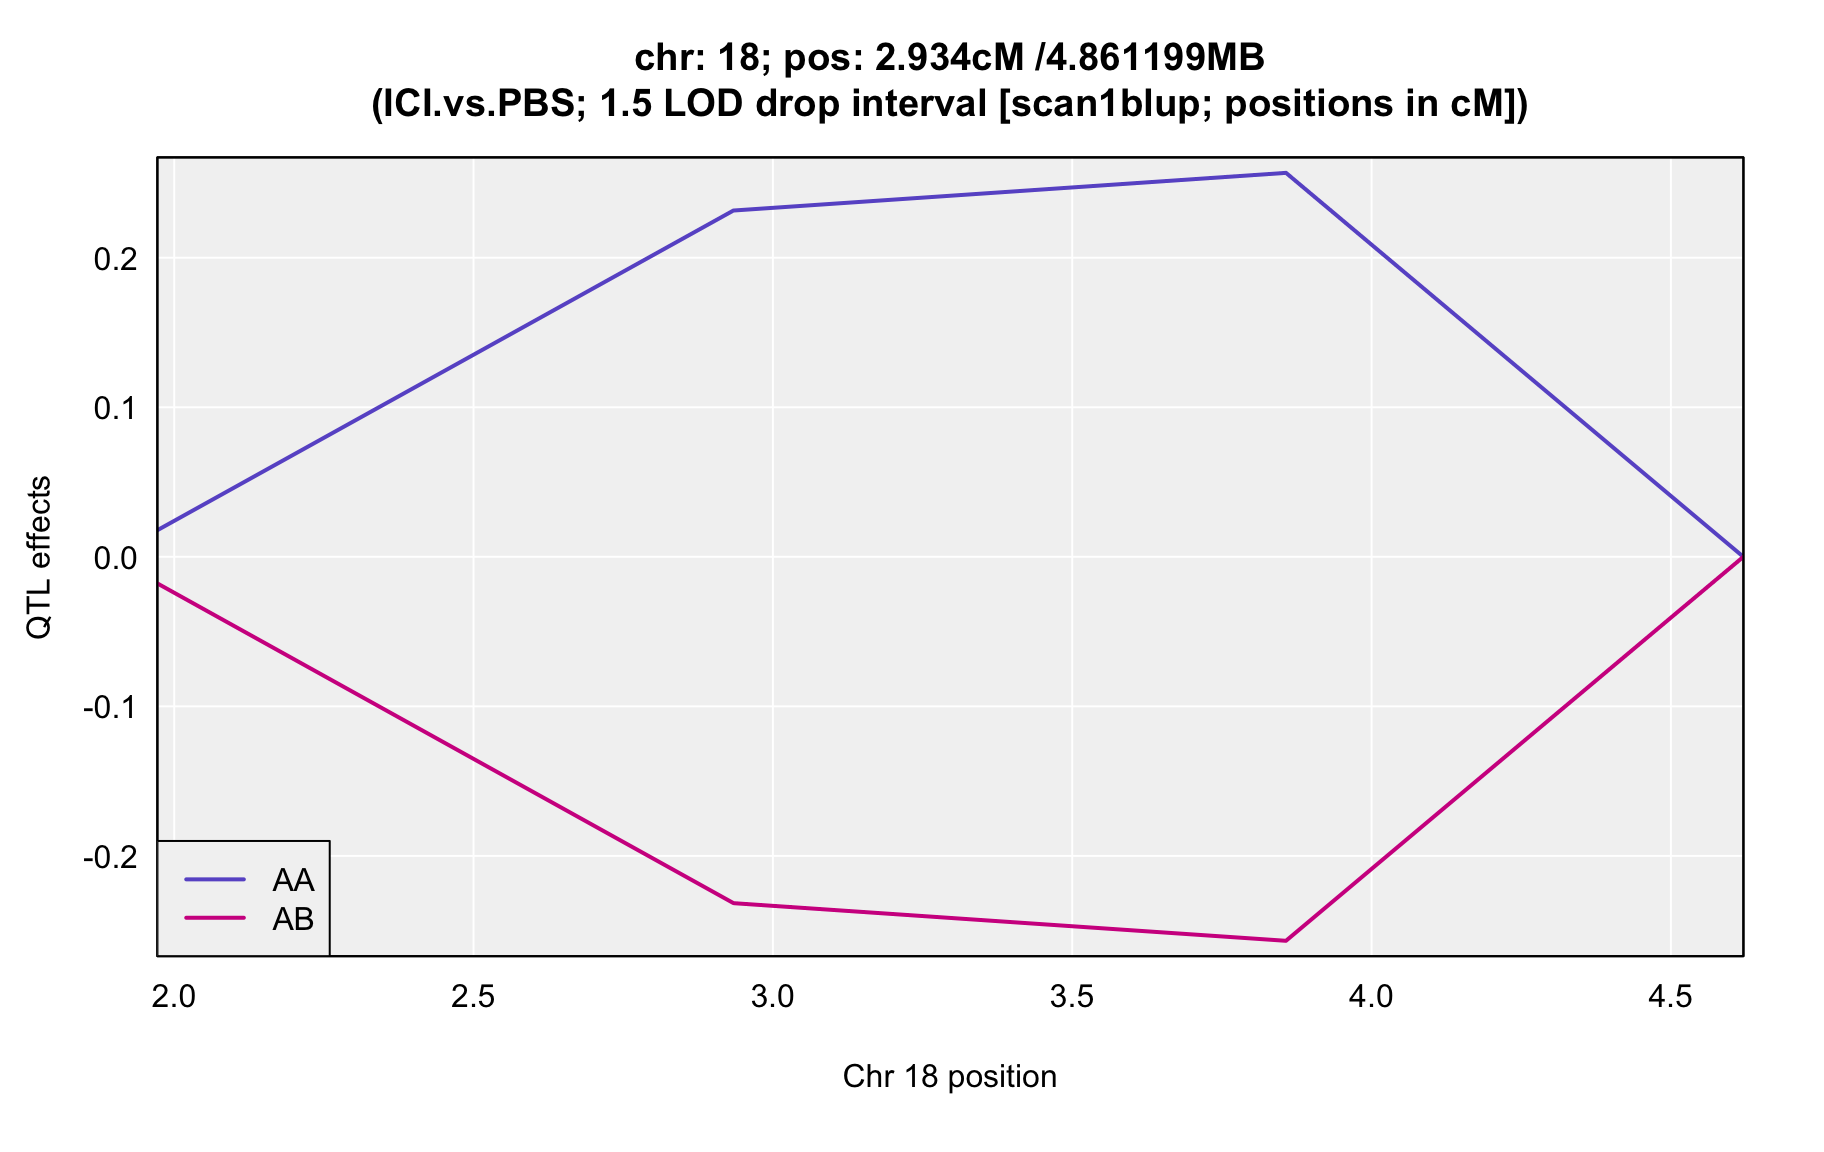 chr: 18; pos: 2.934cM /4.861199MB
(ICI.vs.PBS; 1.5 LOD drop interval [scan1blup; positions in cM])
QTL effects
0.2
0.1
0.0
-0.1
-0.2
AA
AB
2.0 2.5 3.0 3.5 4.0 4.5
Chr 18 position